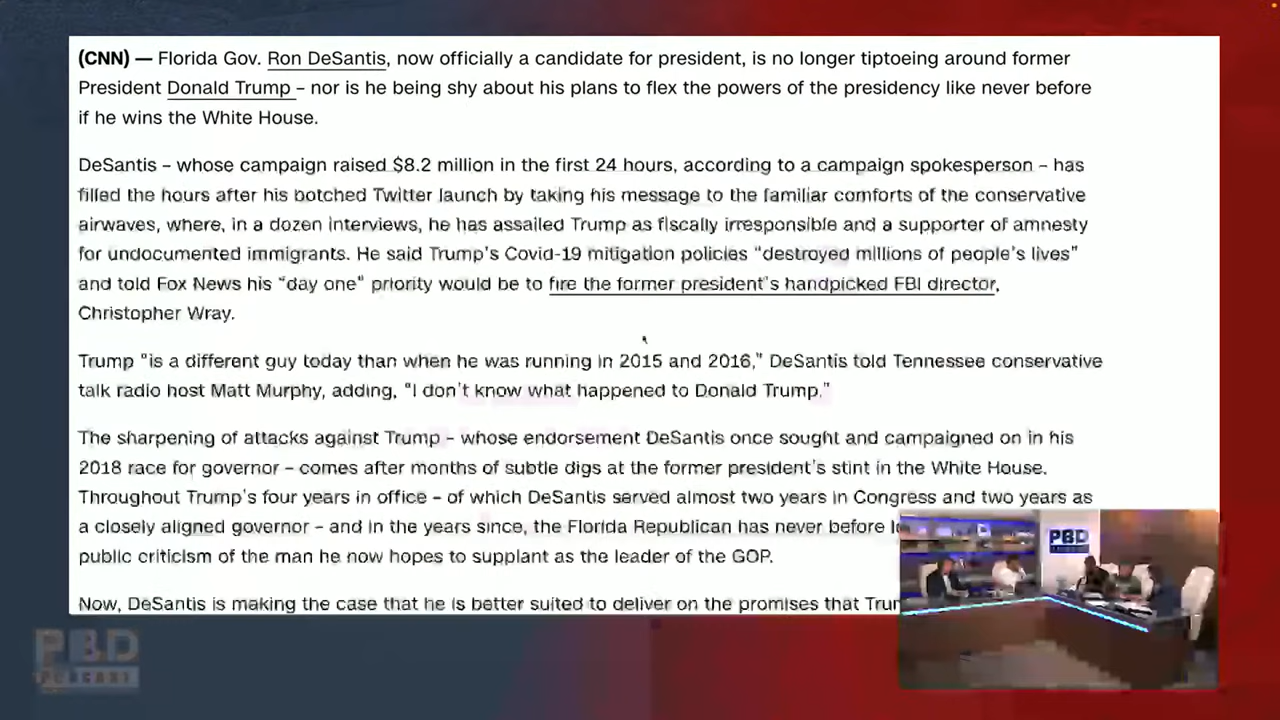 (CNN) — Florida Gov. Ron DeSantis, now officially a candidate for president, is no longer tiptoeing around former
President Donald Trump – nor is he being shy about his plans to flex the powers of the presidency like never before
if he wins the White House.
DeSantis – whose campaign raised $8.2 million in the first 24 hours, according to a campaign spokesperson – has
filled the hours after his botched Twitter launch by taking his message to the familiar comforts of the conservative
airwaves, where, in a dozen interviews, he has assailed Trump as fiscally irresponsible and a supporter of amnesty
for undocumented immigrants. He said Trump's Covid-19 mitigation policies “destroyed millions of people's lives”
and told Fox News his “day one” priority would be to fire the former president's handpicked FBI director,
Christopher Wray.
Trump “is a different guy today than when he was running in 2015 and 2016,” DeSantis told Tennessee conservative
talk radio host Matt Murphy, adding, “I don't know what happened to Donald Trump.”
The sharpening of attacks against Trump – whose endorsement DeSantis once sought and campaigned on in his
2018 race for governor – comes after months of subtle digs at the former president's stint in the White House.
Throughout Trump's four years in office – of which DeSantis served almost two years in Congress and two years as
a closely aligned governor – and in the years since, the Florida Republican has never before
public criticism of the man he now hopes to supplant as the leader of the GOP.
Now, DeSantis is making the case that he is better suited to deliver on the promises that
PBD
PBD
PODCAST